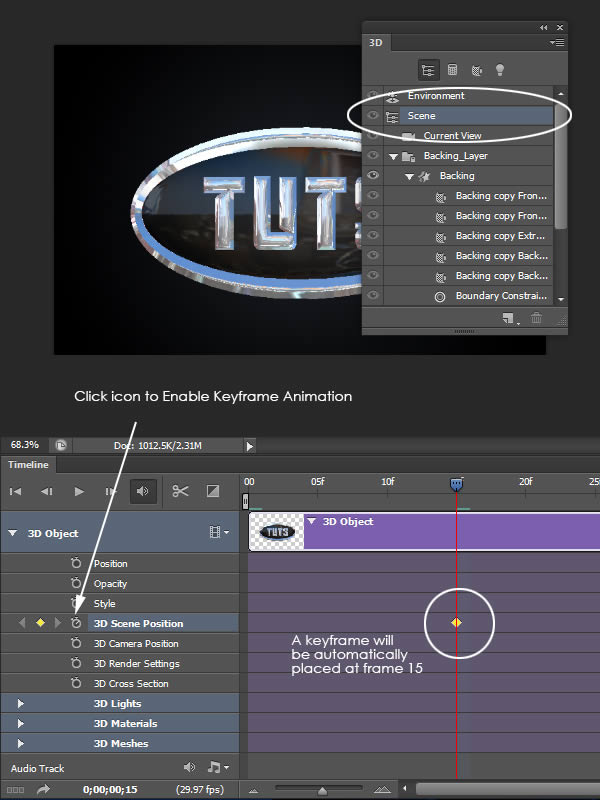 3D
Environment
Scene
Current View
Backing_Layer
Backing
Backing copy Fron...
Backing copy Fron...
Backing copy Extr...
Backing copy Back...
Backing copy Back...
Boundary Constrai...
TUTS
Click icon to Enable Keyframe Animation
68.3%
Doc: 1012.5K/2.31M
Timeline
00
05f
10f
20f
25f
3D Object
3D Object
TUTS
Position
Opacity
Style
3D Scene Position
3D Camera Position
3D Render Settings
3D Cross Section
A keyframe will
be automatically
placed at frame 15
3D Lights
3D Materials
3D Meshes
Audio Track
0;00;00;15
(29.97 fps)